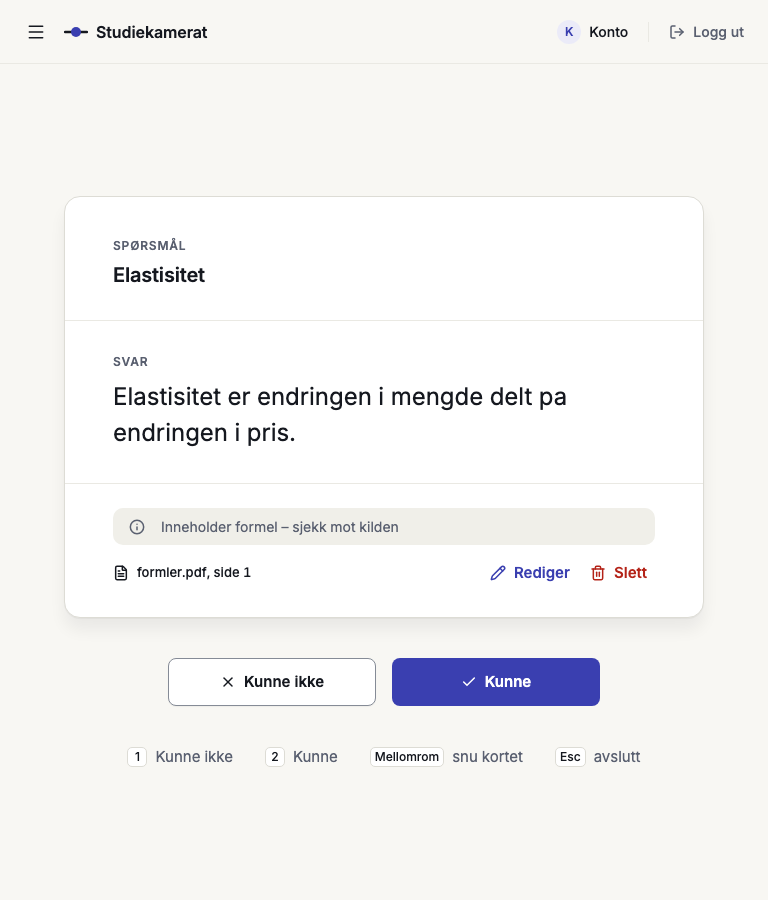 Studiekamerat
K Konto
Logg ut
SPØRSMÅL
Elastisitet
SVAR
Elastisitet er endringen i mengde delt pa
endringen i pris.
Inneholder formel – sjekk mot kilden
formler.pdf, side 1
Rediger
Slett
Kunne ikke
Kunne
1 Kunne ikke
2 Kunne
Mellomrom snu kortet
Esc avslutt